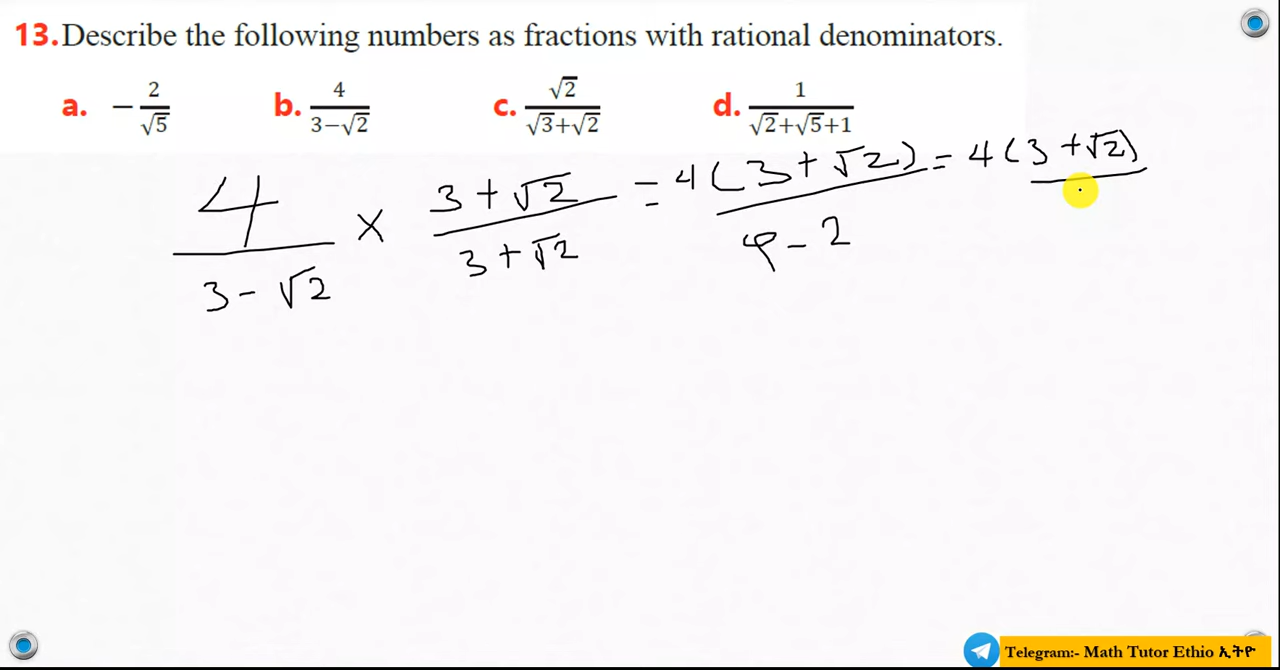 13. Describe the following numbers as fractions with rational denominators.
a. −2/√5 b. 4/(3−√2) c. √2/(√3+√2) d. 1/(√2+√5+1)
4/(3 − √2) × (3 + √2)/(3 + √2) = 4(3 + √2)/(9 − 2) = 4(3 + √2)/
Telegram:- Math Tutor Ethio ኢትዮ